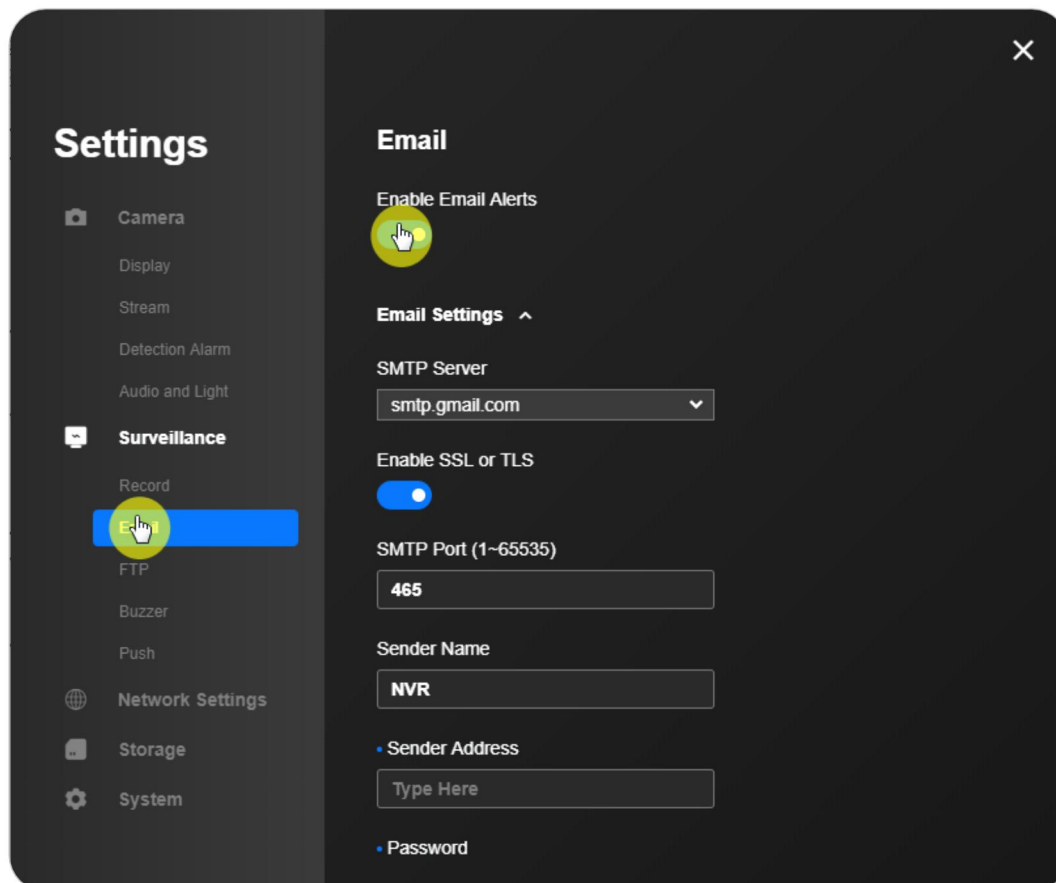 Settings
Camera
Display
Stream
Detection Alarm
Audio and Light
Surveillance
Record
Email
FTP
Buzzer
Push
Network Settings
Storage
System
Email
Enable Email Alerts
Email Settings
SMTP Server
smtp.gmail.com
Enable SSL or TLS
SMTP Port (1~65535)
465
Sender Name
NVR
Sender Address
Type Here
Password